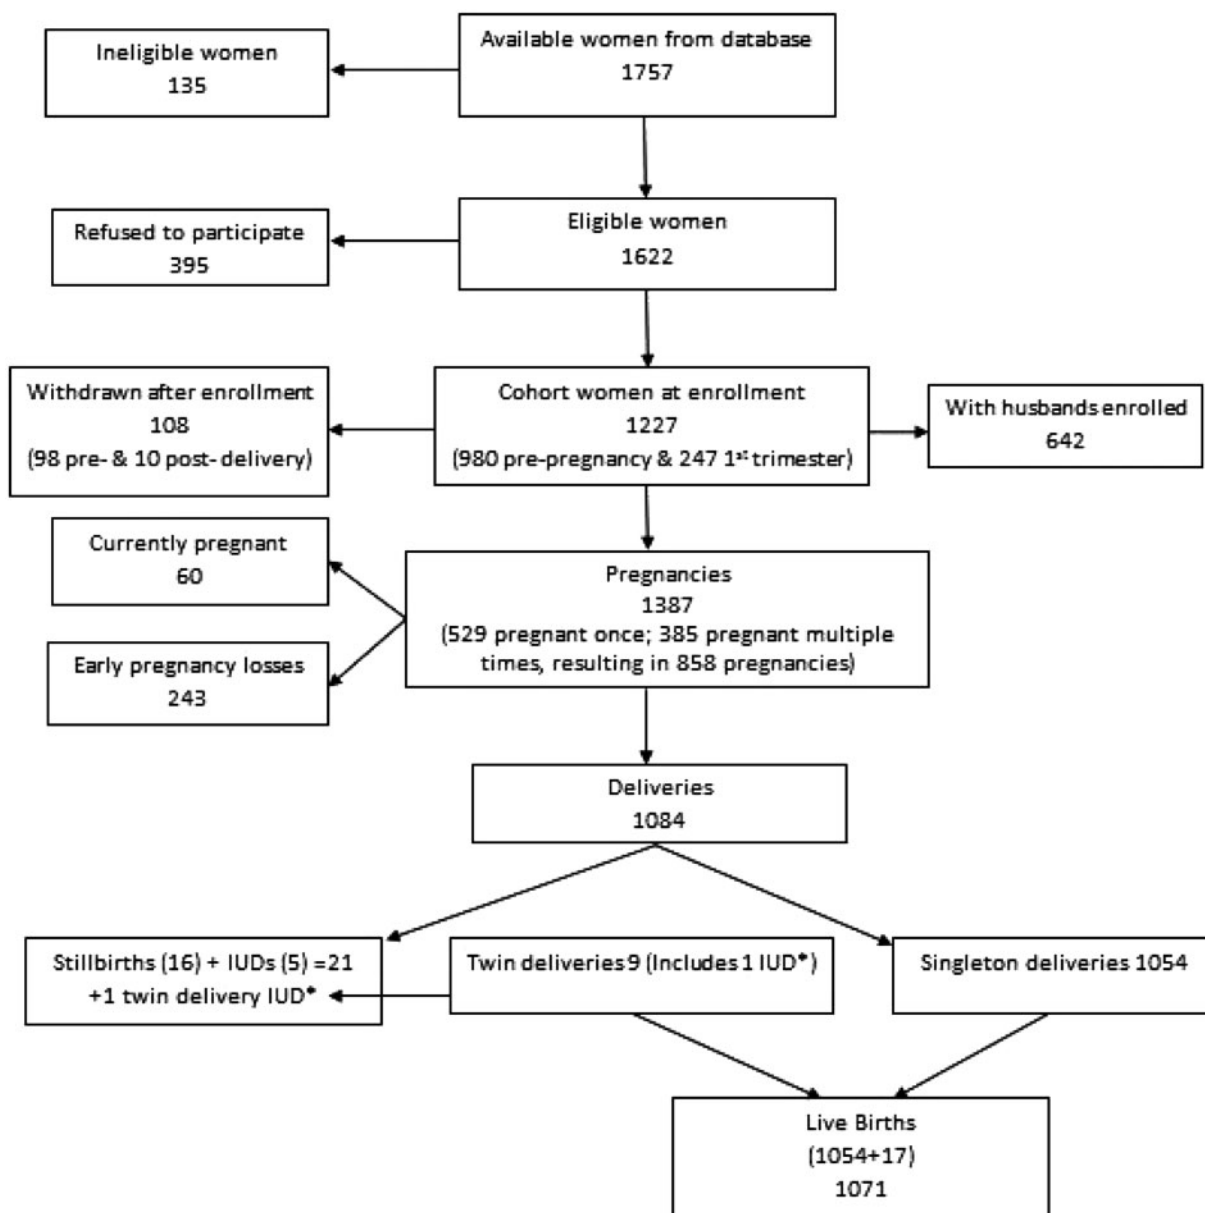 Available women from database
1757
Ineligible women
135
Eligible women
1622
Refused to participate
395
Cohort women at enrollment
1227
(980 pre-pregnancy & 247 1st trimester)
Withdrawn after enrollment
108
(98 pre- & 10 post- delivery)
With husbands enrolled
642
Pregnancies
1387
(529 pregnant once; 385 pregnant multiple
times, resulting in 858 pregnancies)
Currently pregnant
60
Early pregnancy losses
243
Deliveries
1084
Stillbirths (16) + IUDs (5) =21
+1 twin delivery IUD*
Twin deliveries 9 (Includes 1 IUD*)
Singleton deliveries 1054
Live Births
(1054+17)
1071